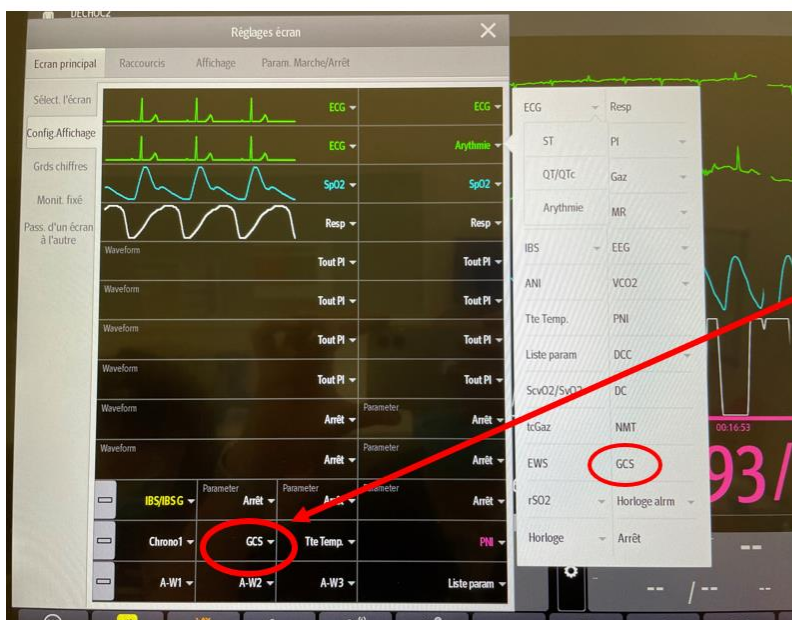 DECHOC2
Réglages écran
Ecran principal Raccourcis Affichage Param. Marche/Arrêt
Sélect. l'écran
Config.Affichage
Grds chiffres
Monit. fixé
Pass. d'un écran
à l'autre
ECG ECG
ECG Arythmie
SpO2 SpO2
Resp Resp
Waveform
Tout PI Tout PI
Waveform
Tout PI Tout PI
Waveform
Tout PI Tout PI
Waveform
Tout PI Tout PI
Waveform Parameter
Arrêt Arrêt
Waveform Parameter
Arrêt Arrêt
Parameter Parameter Parameter
IBS/IBS G Arrêt Arrêt Arrêt
Chrono1 GCS Tte Temp. PNI
A-W1 A-W2 A-W3 Liste param
ECG Resp
ST PI
QT/QTc Gaz
Arythmie MR
IBS EEG
ANI VCO2
Tte Temp. PNI
Liste param DCC
ScvO2/SvO2 DC
tcGaz NMT
EWS GCS
rSO2 Horloge alrm
Horloge Arrêt
00:16:53
93/
-- / -- --